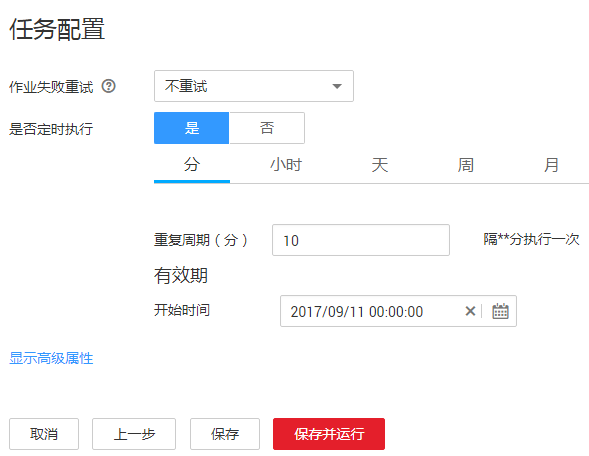 任务配置
作业失败重试 不重试
是否定时执行 是 否
分 小时 天 周 月
重复周期（分） 10 隔**分执行一次
有效期
开始时间 2017/09/11 00:00:00
显示高级属性
取消 上一步 保存 保存并运行